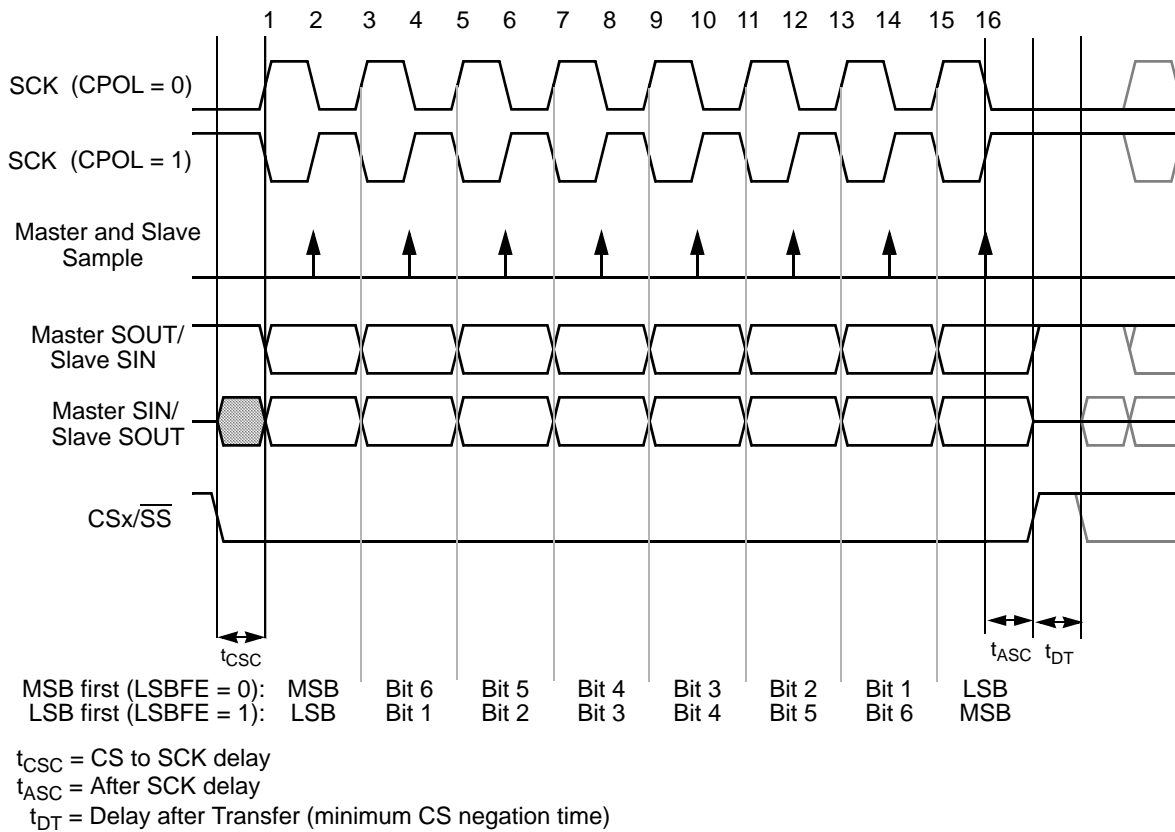 1 2 3 4 5 6 7 8 9 10 11 12 13 14 15 16
SCK (CPOL = 0)
SCK (CPOL = 1)
Master and Slave
Sample
Master SOUT/
Slave SIN
Master SIN/
Slave SOUT
CSx/S̅S̅
tCSC
tASC
tDT
MSB first (LSBFE = 0): MSB Bit 6 Bit 5 Bit 4 Bit 3 Bit 2 Bit 1 LSB
LSB first (LSBFE = 1): LSB Bit 1 Bit 2 Bit 3 Bit 4 Bit 5 Bit 6 MSB
tCSC = CS to SCK delay
tASC = After SCK delay
tDT = Delay after Transfer (minimum CS negation time)